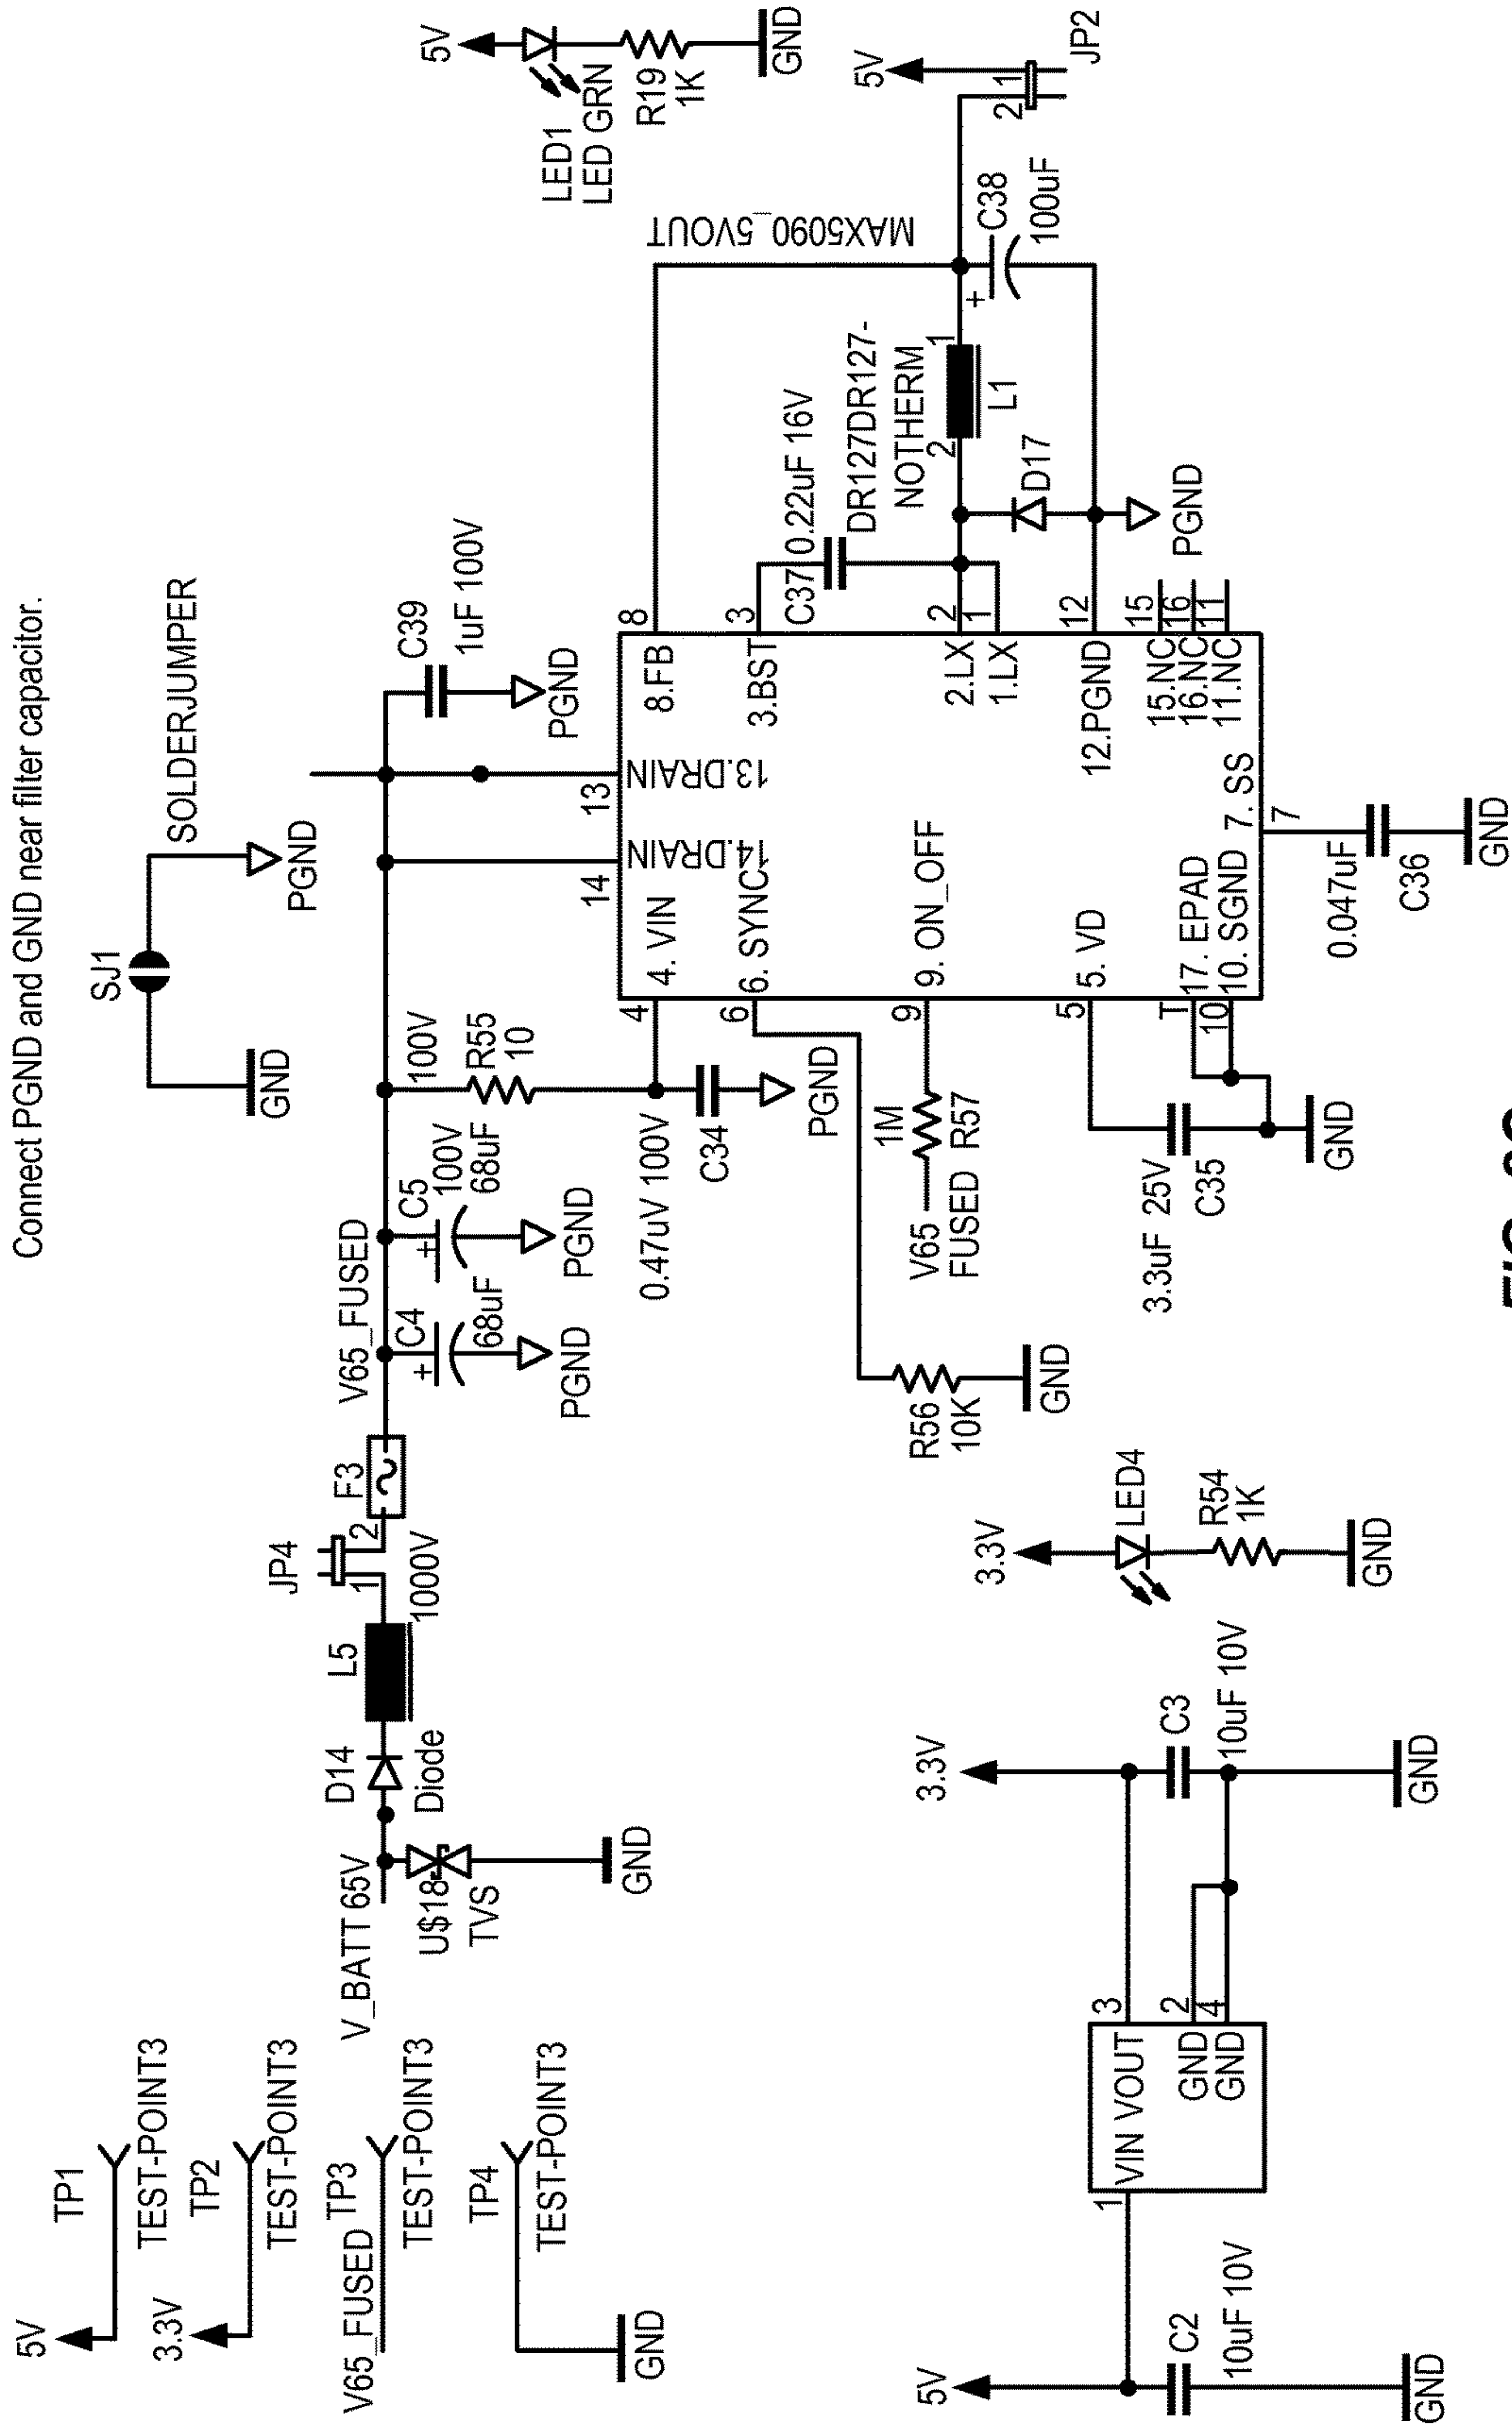 Connect PGND and GND near filter capacitor.
SJ1
SOLDERJUMPER
GND
PGND
5V
TP1
TEST-POINT3
3.3V
TP2
TEST-POINT3
V65_FUSED
TP3
TEST-POINT3
TP4
TEST-POINT3
GND
V_BATT 65V
U$18
TVS
GND
D14
Diode
L5
1000V
JP4
1
2
F3
V65_FUSED
C4
+
68uF
PGND
C5
+
100V
68uF
PGND
100V
R55
10
0.47uV 100V
C34
PGND
C39
1uF 100V
PGND
14
14.DRAIN
13
13.DRAIN
4
4. VIN
6
6. SYNC
9
9. ON_OFF
5
5. VD
T
17. EPAD
10
10. SGND
7. SS
7
8.FB
8
3.BST
3
2.LX
2
1.LX
1
12.PGND
12
15.NC
15
16.NC
16
11.NC
11
R56
10K
GND
1M
V65
FUSED R57
3.3uF 25V
C35
GND
0.047uF
C36
GND
C37 0.22uF 16V
DR127DR127-
NOTHERM
2
1
L1
D17
PGND
MAX5090_5VOUT
+
C38
100uF
5V
2
1
JP2
5V
LED1
LED GRN
R19
1K
GND
5V
C2
10uF 10V
GND
1
VIN VOUT
3
GND
2
GND
4
3.3V
C3
10uF 10V
GND
3.3V
LED4
R54
1K
GND